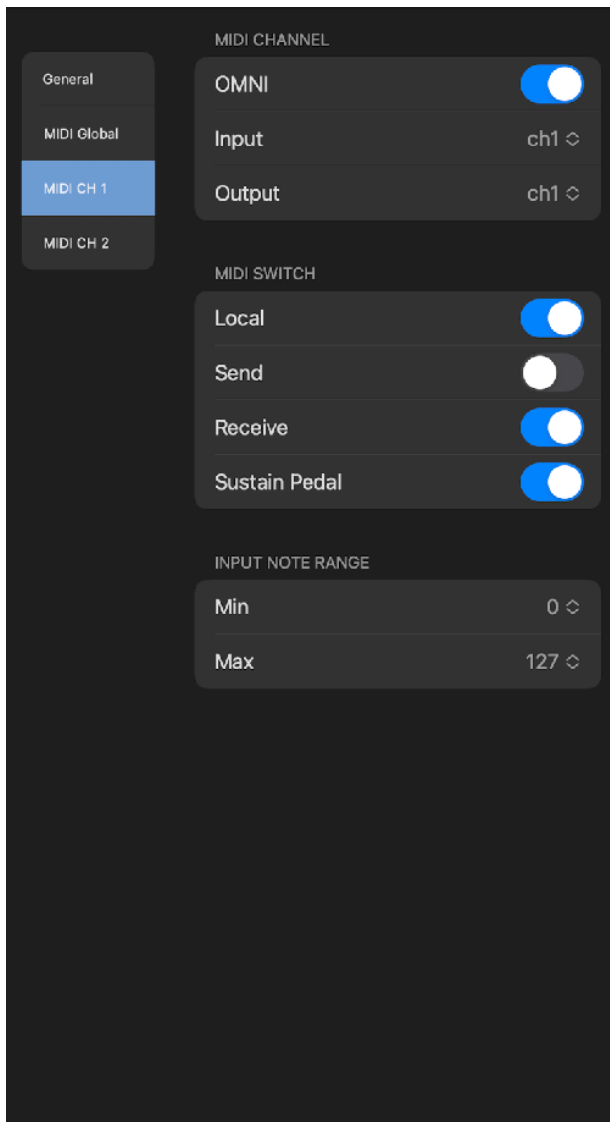 General
MIDI Global
MIDI CH 1
MIDI CH 2
MIDI CHANNEL
OMNI
Input ch1
Output ch1
MIDI SWITCH
Local
Send
Receive
Sustain Pedal
INPUT NOTE RANGE
Min 0
Max 127